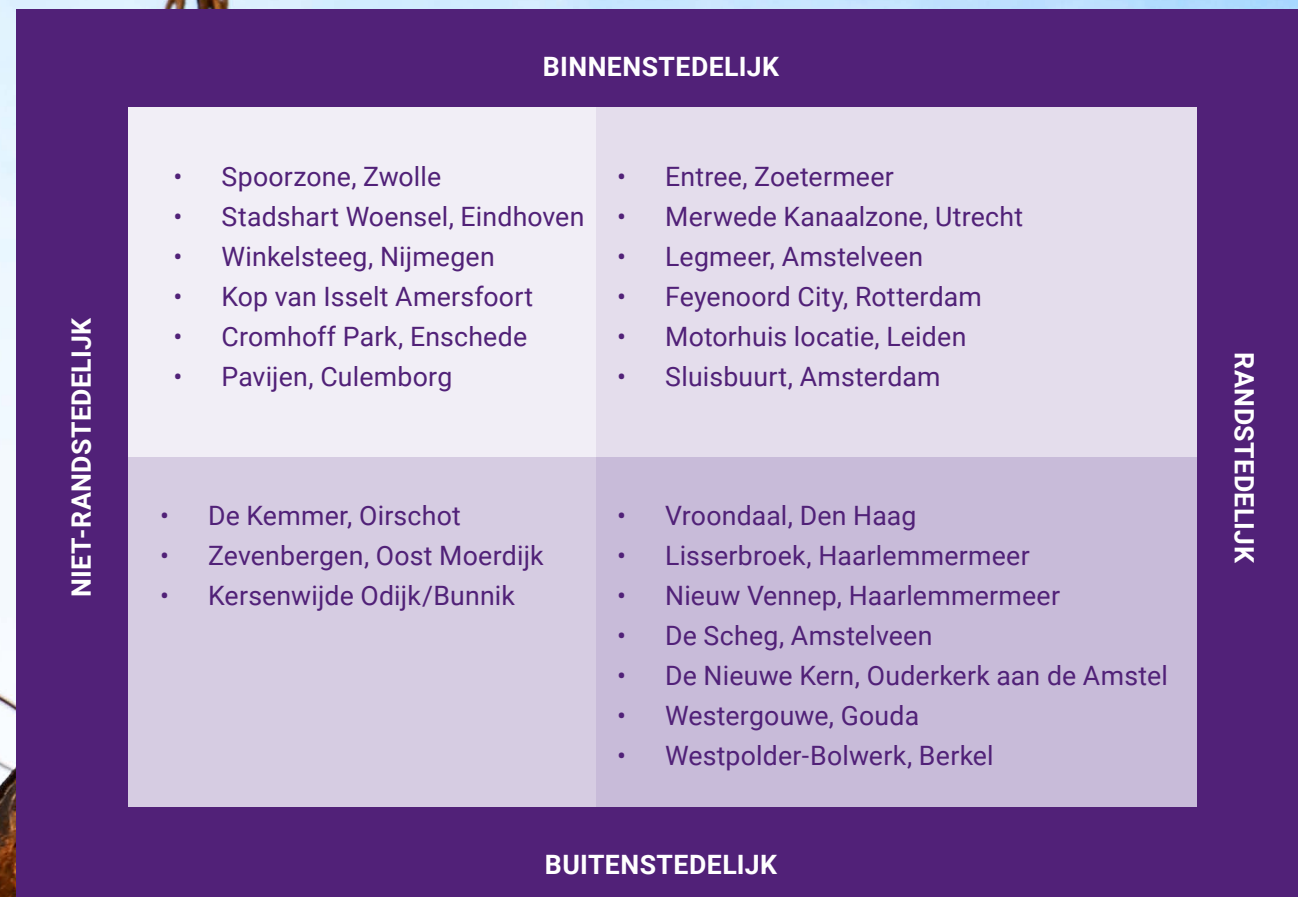 BINNENSTEDELIJK
NIET-RANDSTEDELIJK
• Spoorzone, Zwolle
• Stadshart Woensel, Eindhoven
• Winkelsteeg, Nijmegen
• Kop van Isselt Amersfoort
• Cromhoff Park, Enschede
• Pavijen, Culemborg
• Entree, Zoetermeer
• Merwede Kanaalzone, Utrecht
• Legmeer, Amstelveen
• Feyenoord City, Rotterdam
• Motorhuis locatie, Leiden
• Sluisbuurt, Amsterdam
• De Kemmer, Oirschot
• Zevenbergen, Oost Moerdijk
• Kersenwijde Odijk/Bunnik
• Vroondaal, Den Haag
• Lisserbroek, Haarlemmermeer
• Nieuw Vennep, Haarlemmermeer
• De Scheg, Amstelveen
• De Nieuwe Kern, Ouderkerk aan de Amstel
• Westergouwe, Gouda
• Westpolder-Bolwerk, Berkel
RANDSTEDELIJK
BUITENSTEDELIJK